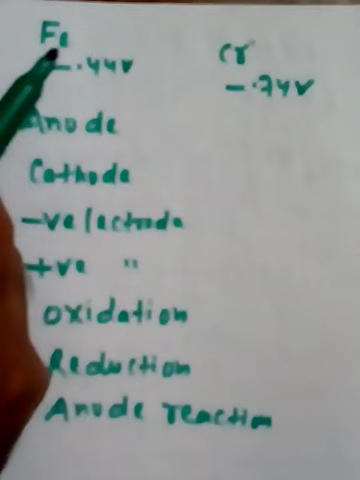 Fe Cr
-.44v -.74v
Anode
Cathode
-ve lectrode
+ve "
oxidation
Reduction
Anode reaction